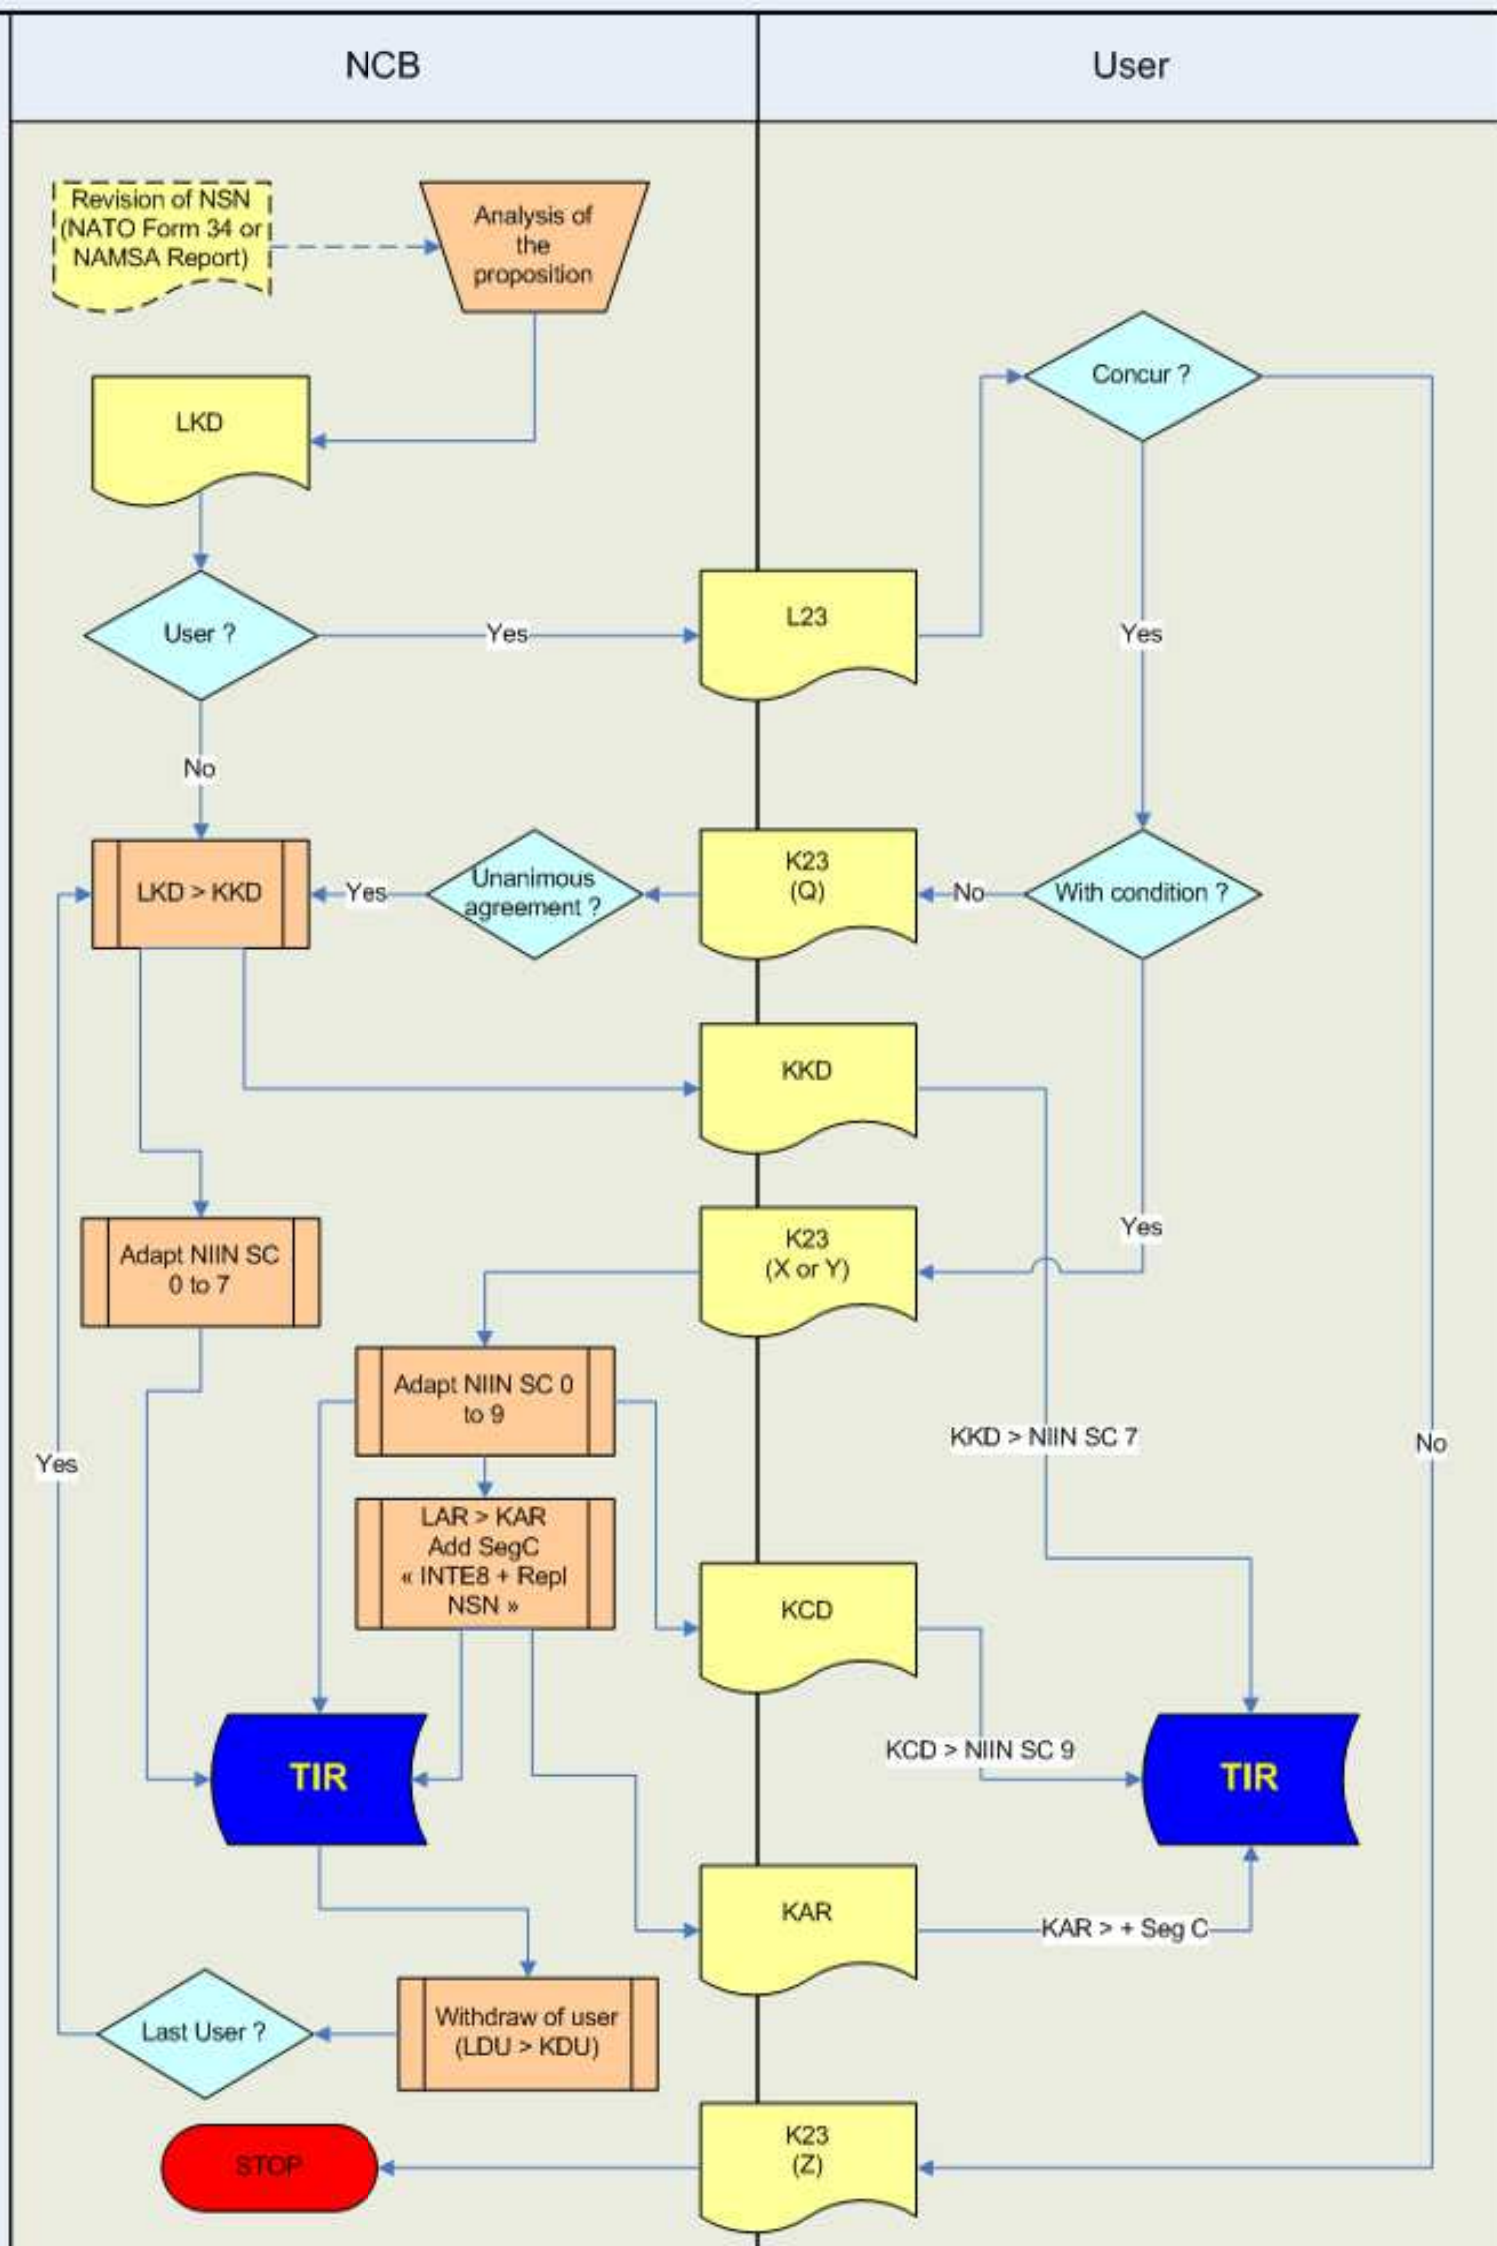 NCB
User
Revision of NSN
(NATO Form 34 or
NAMSA Report)
Analysis of
the
proposition
Concur ?
LKD
User ?
Yes
L23
Yes
No
No
LKD > KKD
Yes
Unanimous
agreement ?
K23
(Q)
No
With condition ?
KKD
Adapt NIIN SC
0 to 7
K23
(X or Y)
Yes
Adapt NIIN SC 0
to 9
KKD > NIIN SC 7
Yes
LAR > KAR
Add SegC
« INTE8 + Repl
NSN »
KCD
KCD > NIIN SC 9
TIR
TIR
KAR
KAR > + Seg C
Last User ?
Withdraw of user
(LDU > KDU)
STOP
K23
(Z)